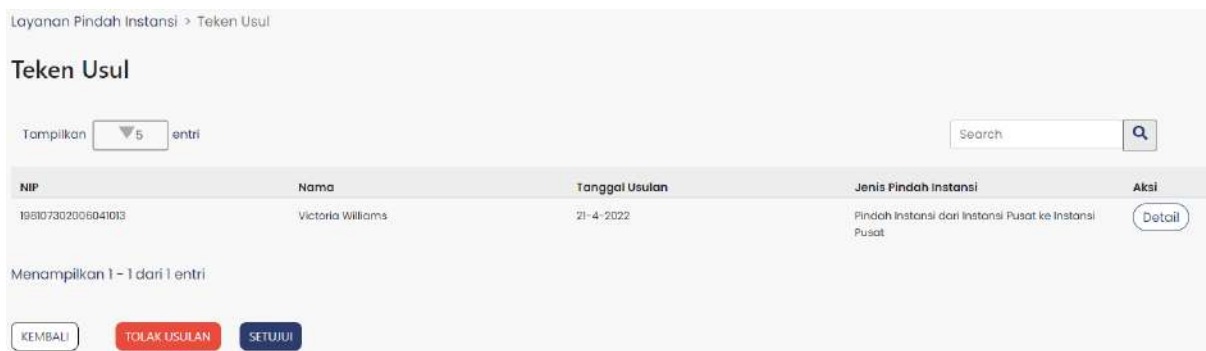 Layanan Pindah Instansi > Teken Usul
Teken Usul
Tampilkan 5 entri Search
NIP Nama Tanggal Usulan Jenis Pindah Instansi Aksi
198107302006041013 Victoria Williams 21-4-2022 Pindah Instansi dari Instansi Pusat ke Instansi Detail
Pusat
Menampilkan 1 - 1 dari 1 entri
KEMBALI TOLAK USULAN SETUJUI